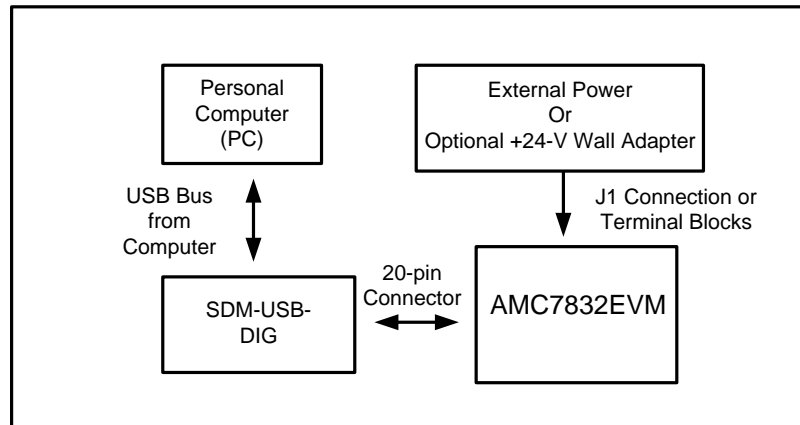 Personal
Computer
(PC)
External Power
Or
Optional +24-V Wall Adapter
USB Bus
from
Computer
J1 Connection or
Terminal Blocks
SDM-USB-
DIG
20-pin
Connector
AMC7832EVM